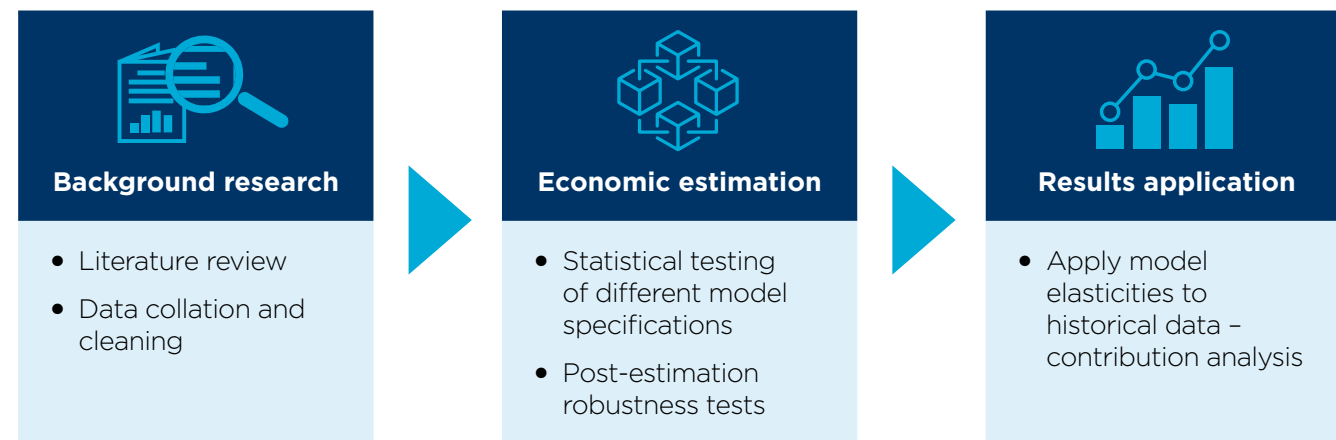 Background research
• Literature review
• Data collation and
cleaning
Economic estimation
• Statistical testing
of different model
specifications
• Post-estimation
robustness tests
Results application
• Apply model
elasticities to
historical data –
contribution analysis